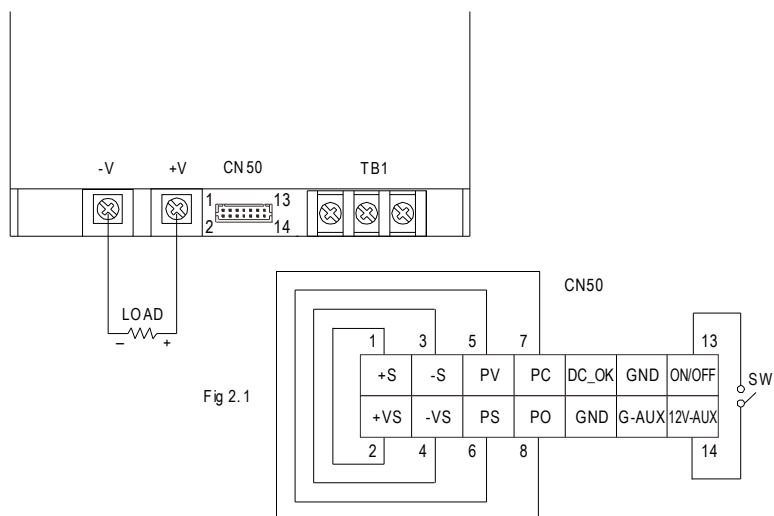 -V +V CN50 TB1
1 13
2 14
LOAD
– +
CN50
1 3 5 7 13
+S -S PV PC DC_OK GND ON/OFF
SW
Fig 2.1
+VS -VS PS PO GND G-AUX 12V-AUX
2 4 6 8 14